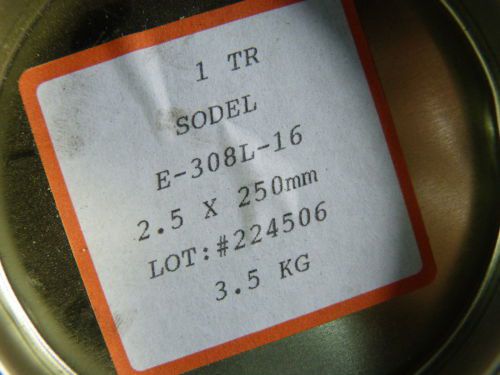 1 TR
SODEL
E-308L-16
2.5 X 250mm
LOT:#224506
3.5 KG